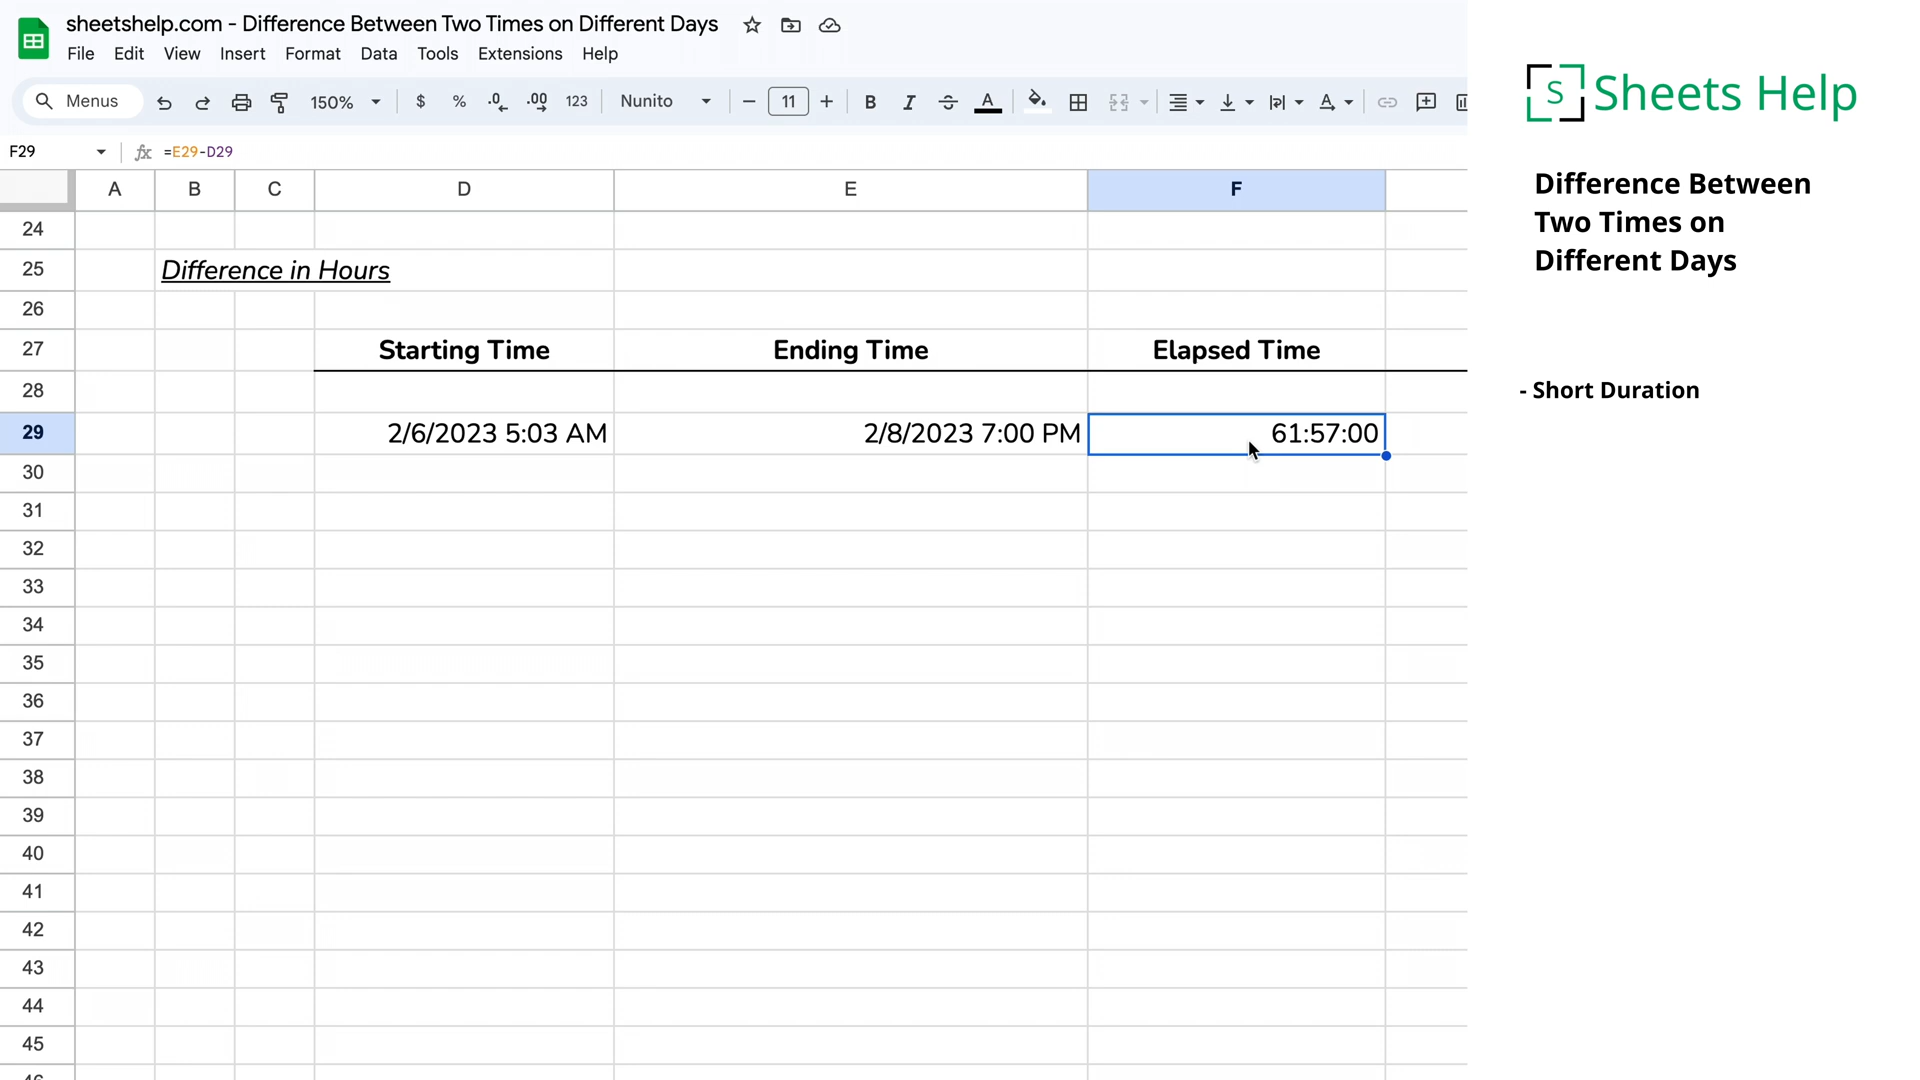 sheetshelp.com - Difference Between Two Times on Different Days
File Edit View Insert Format Data Tools Extensions Help
Menus 150% $ % .0 .00 123 Nunito 11 B I S A A
F29 fx =E29-D29
A B C D E F
24
25 Difference in Hours
26
27 Starting Time Ending Time Elapsed Time
28
29 2/6/2023 5:03 AM 2/8/2023 7:00 PM 61:57:00
30
31
32
33
34
35
36
37
38
39
40
41
42
43
44
45
S Sheets Help
Difference Between
Two Times on
Different Days
- Short Duration